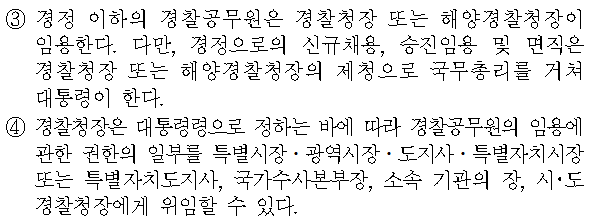 ③ 경정 이하의 경찰공무원은 경찰청장 또는 해양경찰청장이
임용한다. 다만, 경정으로의 신규채용, 승진임용 및 면직은
경찰청장 또는 해양경찰청장의 제청으로 국무총리를 거쳐
대통령이 한다.
④ 경찰청장은 대통령령으로 정하는 바에 따라 경찰공무원의 임용에
관한 권한의 일부를 특별시장·광역시장·도지사·특별자치시장
또는 특별자치도지사, 국가수사본부장, 소속 기관의 장, 시·도
경찰청장에게 위임할 수 있다.